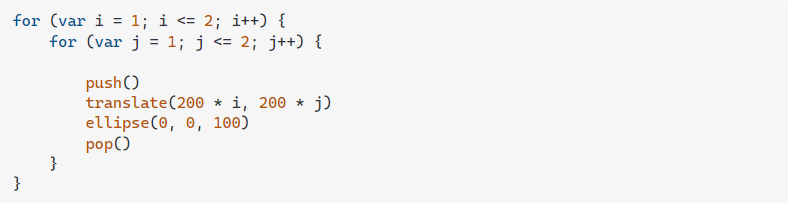 for (var i = 1; i <= 2; i++) {
    for (var j = 1; j <= 2; j++) {

        push()
        translate(200 * i, 200 * j)
        ellipse(0, 0, 100)
        pop()
    }
}